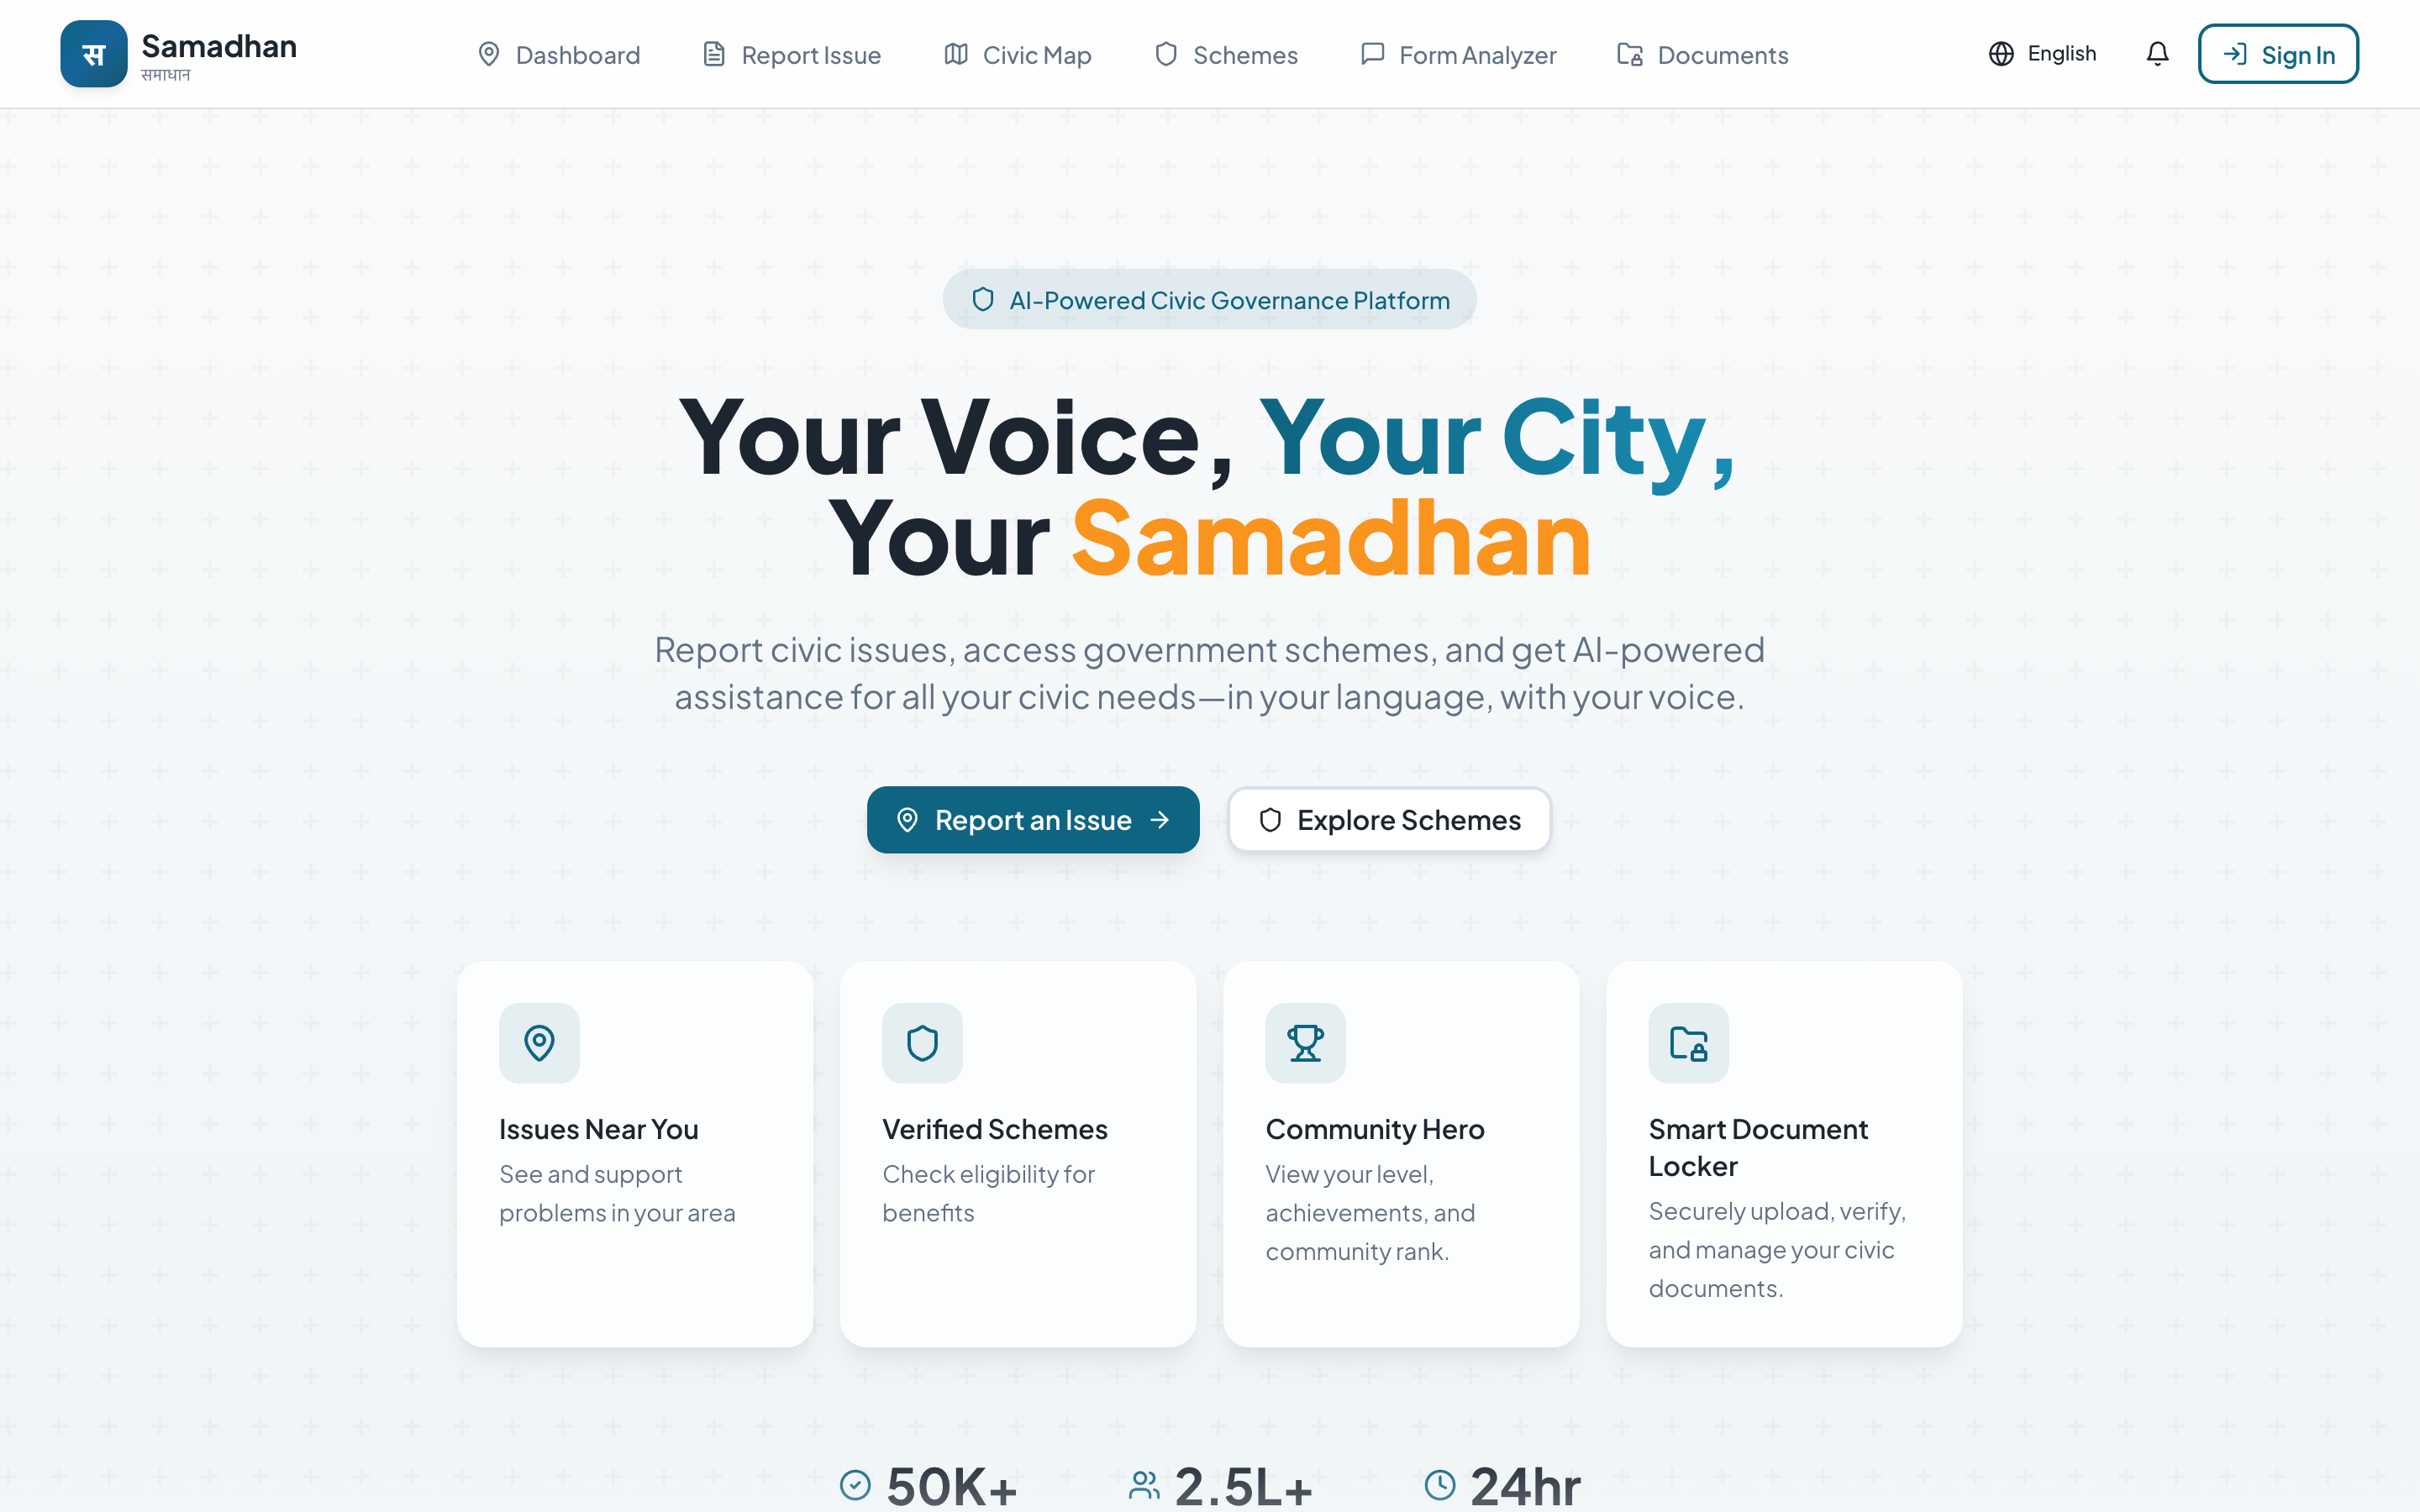 स
Samadhan
समाधान
Dashboard
Report Issue
Civic Map
Schemes
Form Analyzer
Documents
English
Sign In
AI-Powered Civic Governance Platform
Your Voice, Your City,
Your Samadhan
Report civic issues, access government schemes, and get AI-powered
assistance for all your civic needs—in your language, with your voice.
Report an Issue
Explore Schemes
Issues Near You
See and support
problems in your area
Verified Schemes
Check eligibility for
benefits
Community Hero
View your level,
achievements, and
community rank.
Smart Document
Locker
Securely upload, verify,
and manage your civic
documents.
50K+
2.5L+
24hr